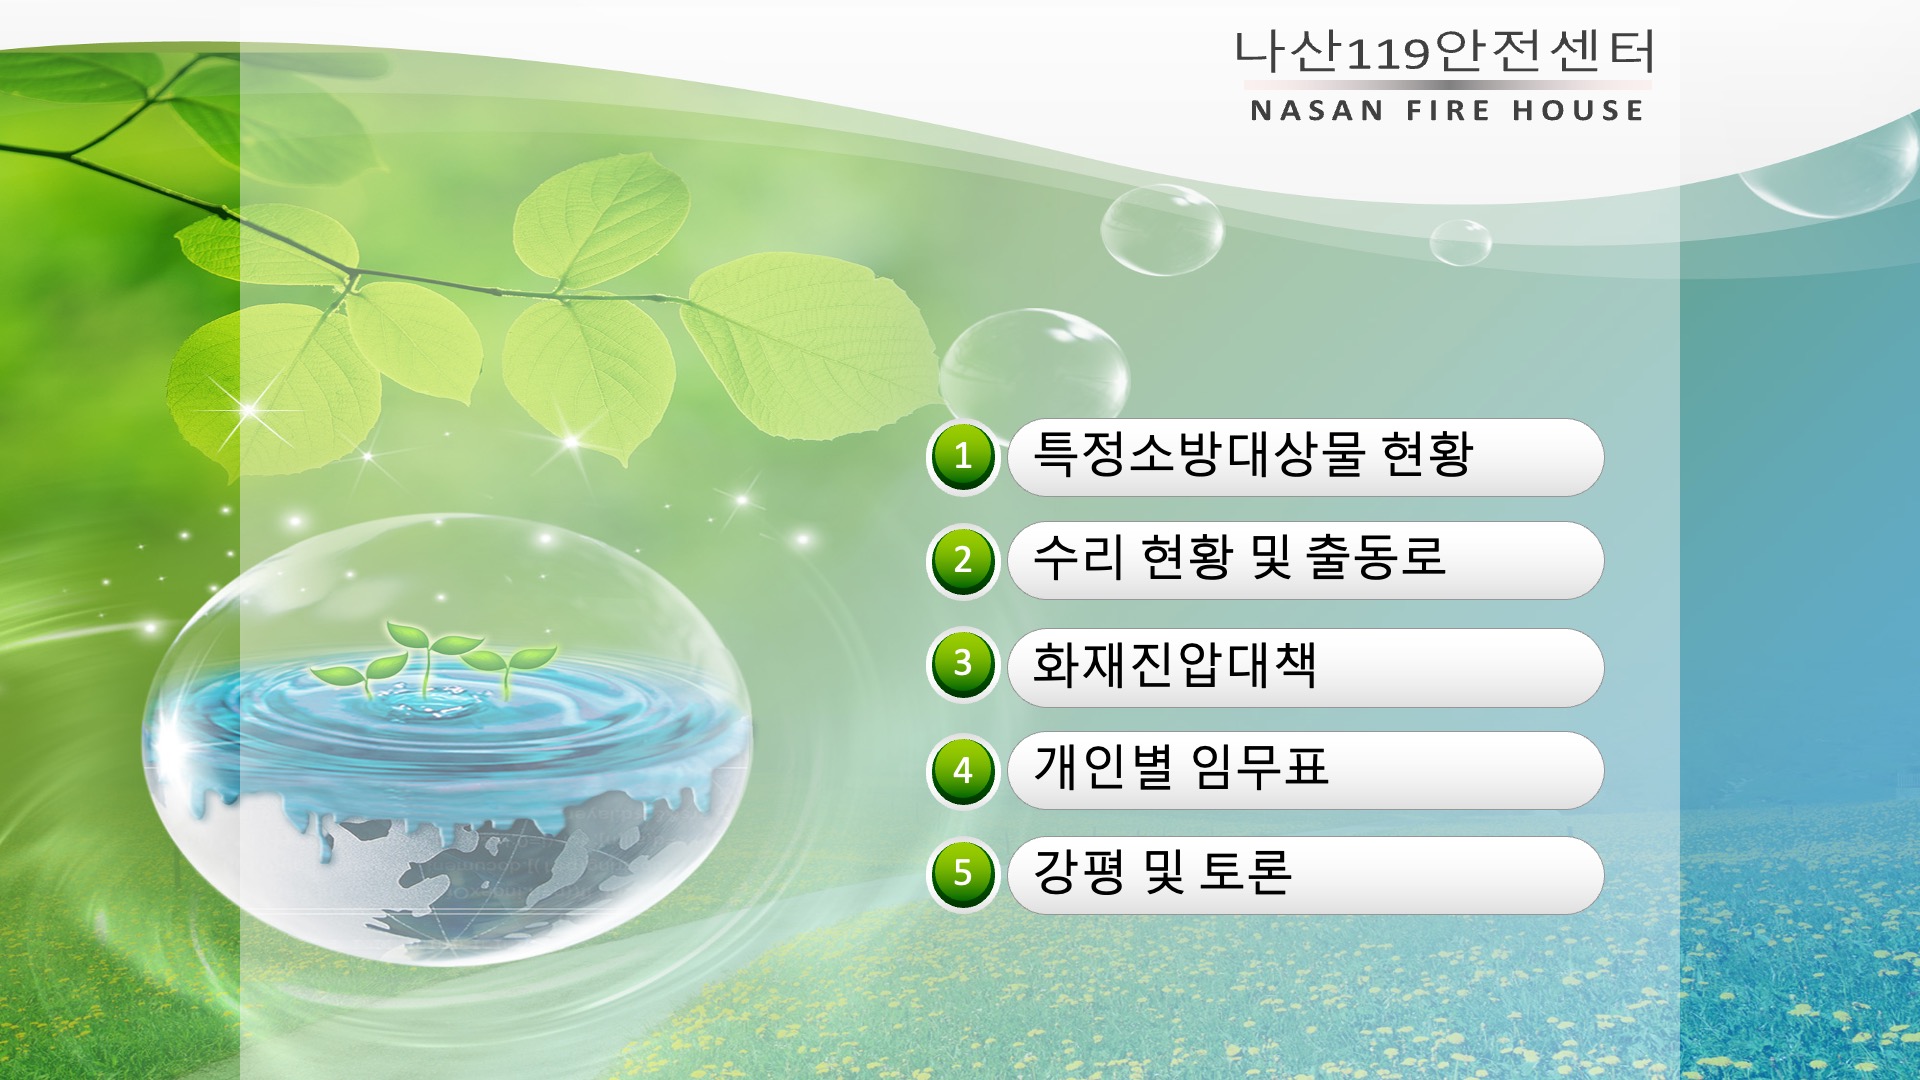 나산119안전센터
NASAN FIRE HOUSE
1 특정소방대상물 현황
2 수리 현황 및 출동로
3 화재진압대책
4 개인별 임무표
5 강평 및 토론